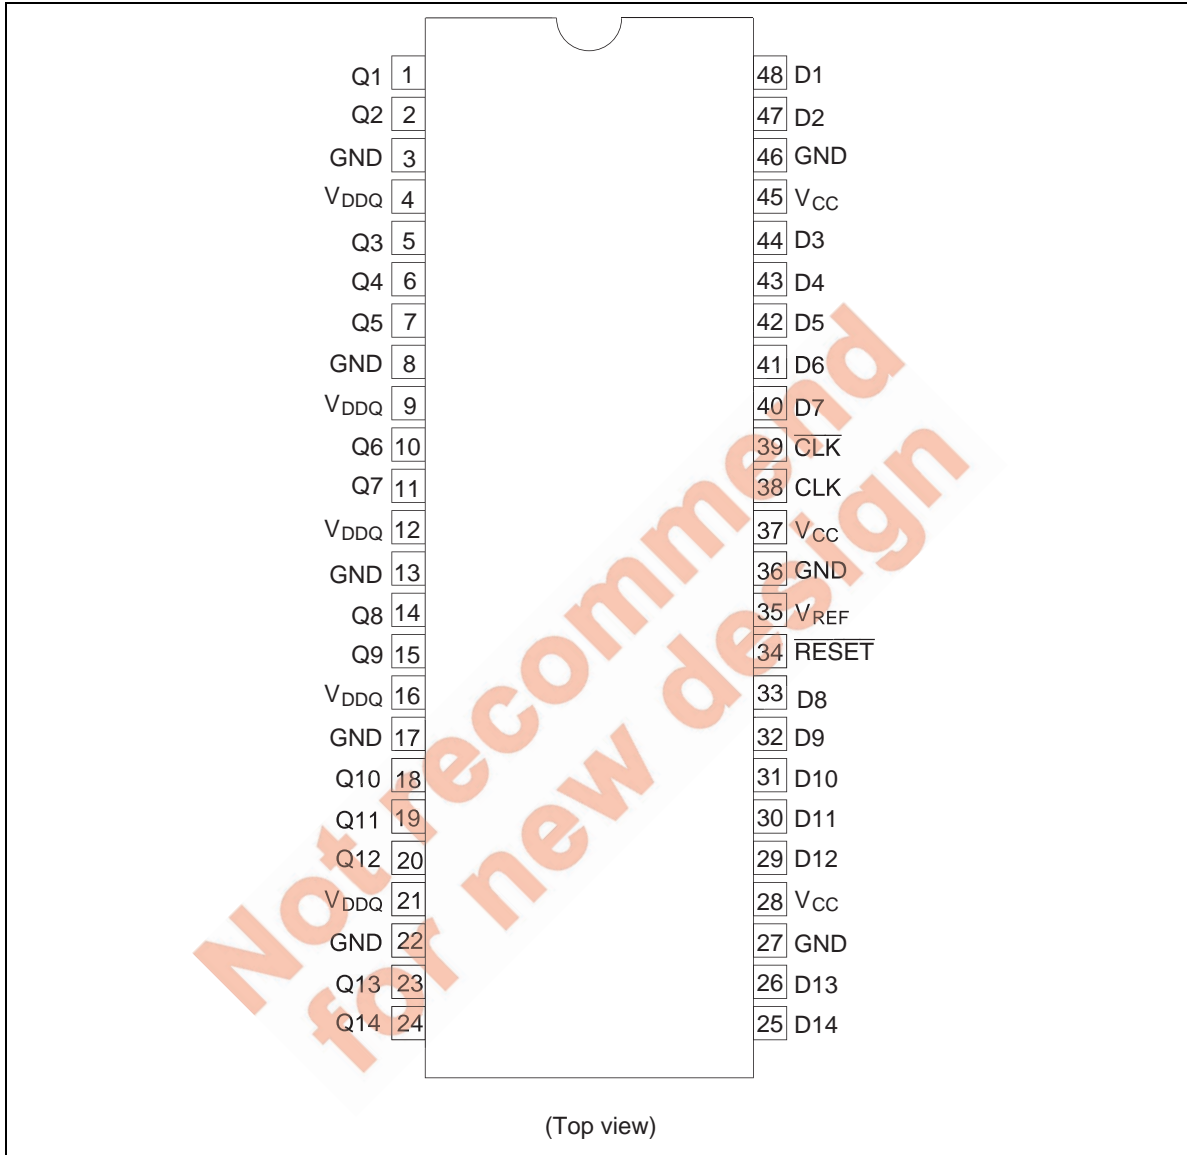 Q1 1 48 D1
Q2 2 47 D2
GND 3 46 GND
VDDQ 4 45 VCC
Q3 5 44 D3
Q4 6 43 D4
Q5 7 42 D5
GND 8 41 D6
VDDQ 9 40 D7
Q6 10 39 C̅L̅K̅
Q7 11 38 CLK
VDDQ 12 37 VCC
GND 13 36 GND
Q8 14 35 VREF
Q9 15 34 R̅E̅S̅E̅T̅
VDDQ 16 33 D8
GND 17 32 D9
Q10 18 31 D10
Q11 19 30 D11
Q12 20 29 D12
VDDQ 21 28 VCC
GND 22 27 GND
Q13 23 26 D13
Q14 24 25 D14
(Top view)
Not recommend
for new design